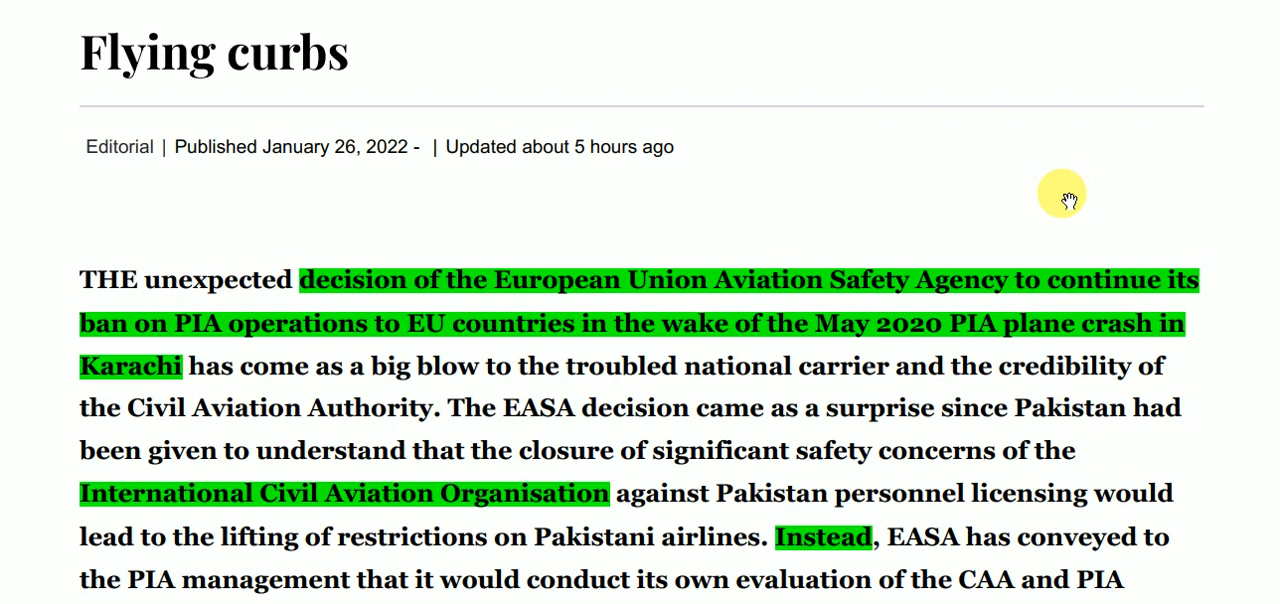 Flying curbs
Editorial | Published January 26, 2022 - | Updated about 5 hours ago
THE unexpected decision of the European Union Aviation Safety Agency to continue its
ban on PIA operations to EU countries in the wake of the May 2020 PIA plane crash in
Karachi has come as a big blow to the troubled national carrier and the credibility of
the Civil Aviation Authority. The EASA decision came as a surprise since Pakistan had
been given to understand that the closure of significant safety concerns of the
International Civil Aviation Organisation against Pakistan personnel licensing would
lead to the lifting of restrictions on Pakistani airlines. Instead, EASA has conveyed to
the PIA management that it would conduct its own evaluation of the CAA and PIA